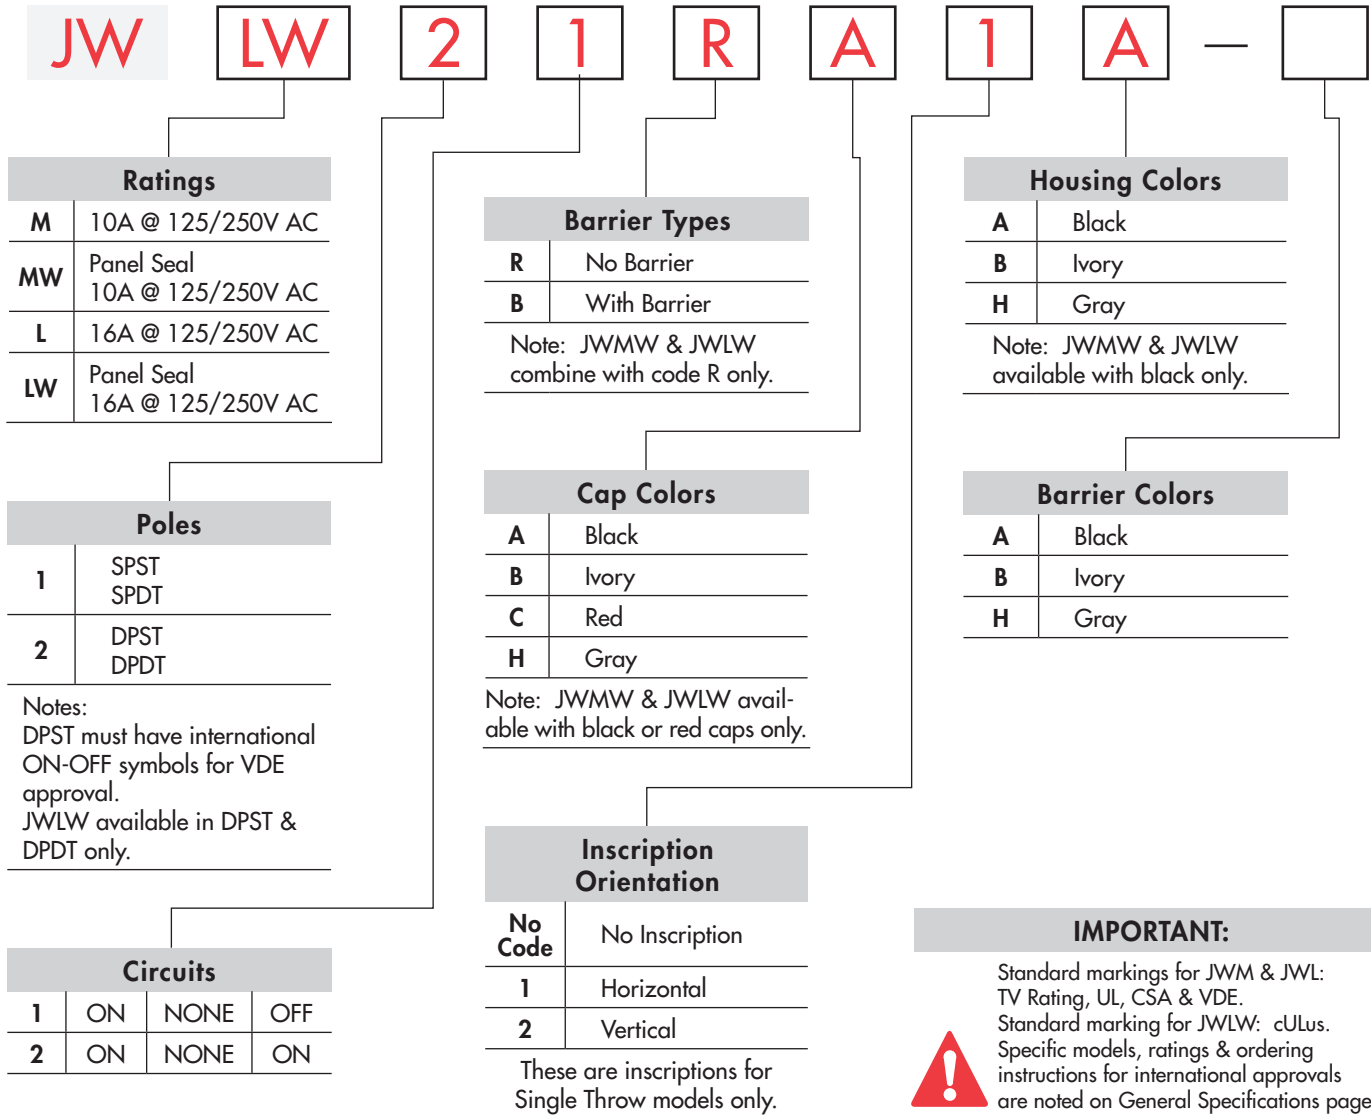 JW LW 2 1 R A 1 A —
Ratings
M 10A @ 125/250V AC
MW Panel Seal
10A @ 125/250V AC
L 16A @ 125/250V AC
LW Panel Seal
16A @ 125/250V AC
Poles
1 SPST
SPDT
2 DPST
DPDT
Notes:
DPST must have international
ON-OFF symbols for VDE
approval.
JWLW available in DPST &
DPDT only.
Circuits
1 ON NONE OFF
2 ON NONE ON
Barrier Types
R No Barrier
B With Barrier
Note: JWMW & JWLW
combine with code R only.
Cap Colors
A Black
B Ivory
C Red
H Gray
Note: JWMW & JWLW avail-
able with black or red caps only.
Inscription
Orientation
No
Code No Inscription
1 Horizontal
2 Vertical
These are inscriptions for
Single Throw models only.
Housing Colors
A Black
B Ivory
H Gray
Note: JWMW & JWLW
available with black only.
Barrier Colors
A Black
B Ivory
H Gray
IMPORTANT:
Standard markings for JWM & JWL:
TV Rating, UL, CSA & VDE.
Standard marking for JWLW: cULus.
Specific models, ratings & ordering
instructions for international approvals
are noted on General Specifications page